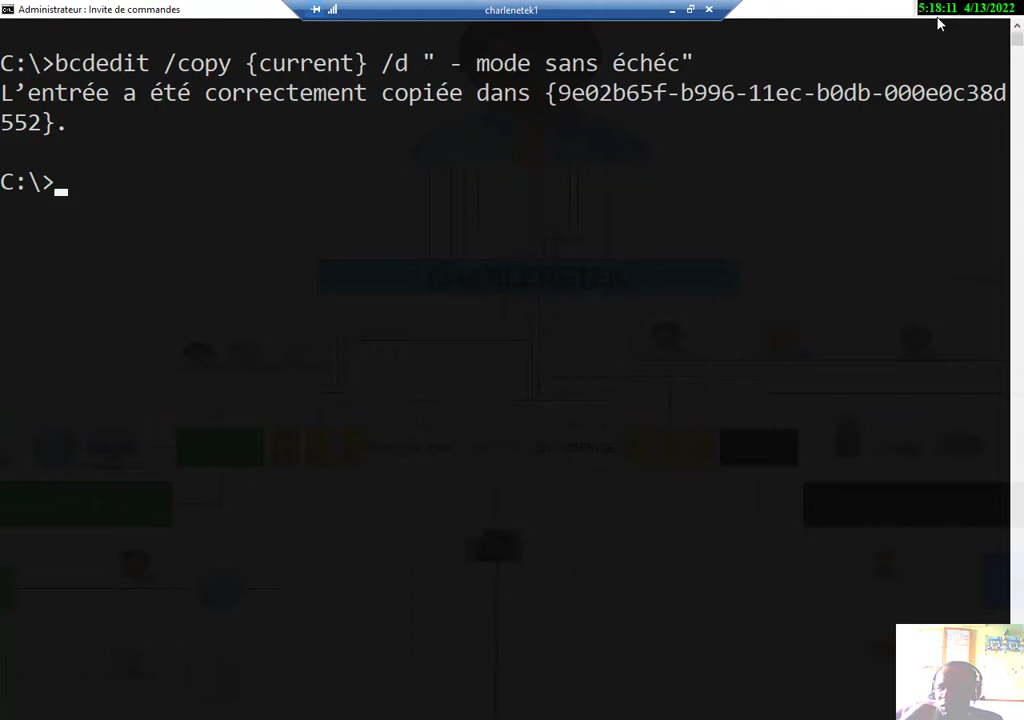 Administrateur : Invite de commandes
charlenetek1
5:18:11 4/13/2022
C:\>bcdedit /copy {current} /d " - mode sans échéc"
L’entrée a été correctement copiée dans {9e02b65f-b996-11ec-b0db-000e0c38d
552}.
C:\>
CHARLENETEK